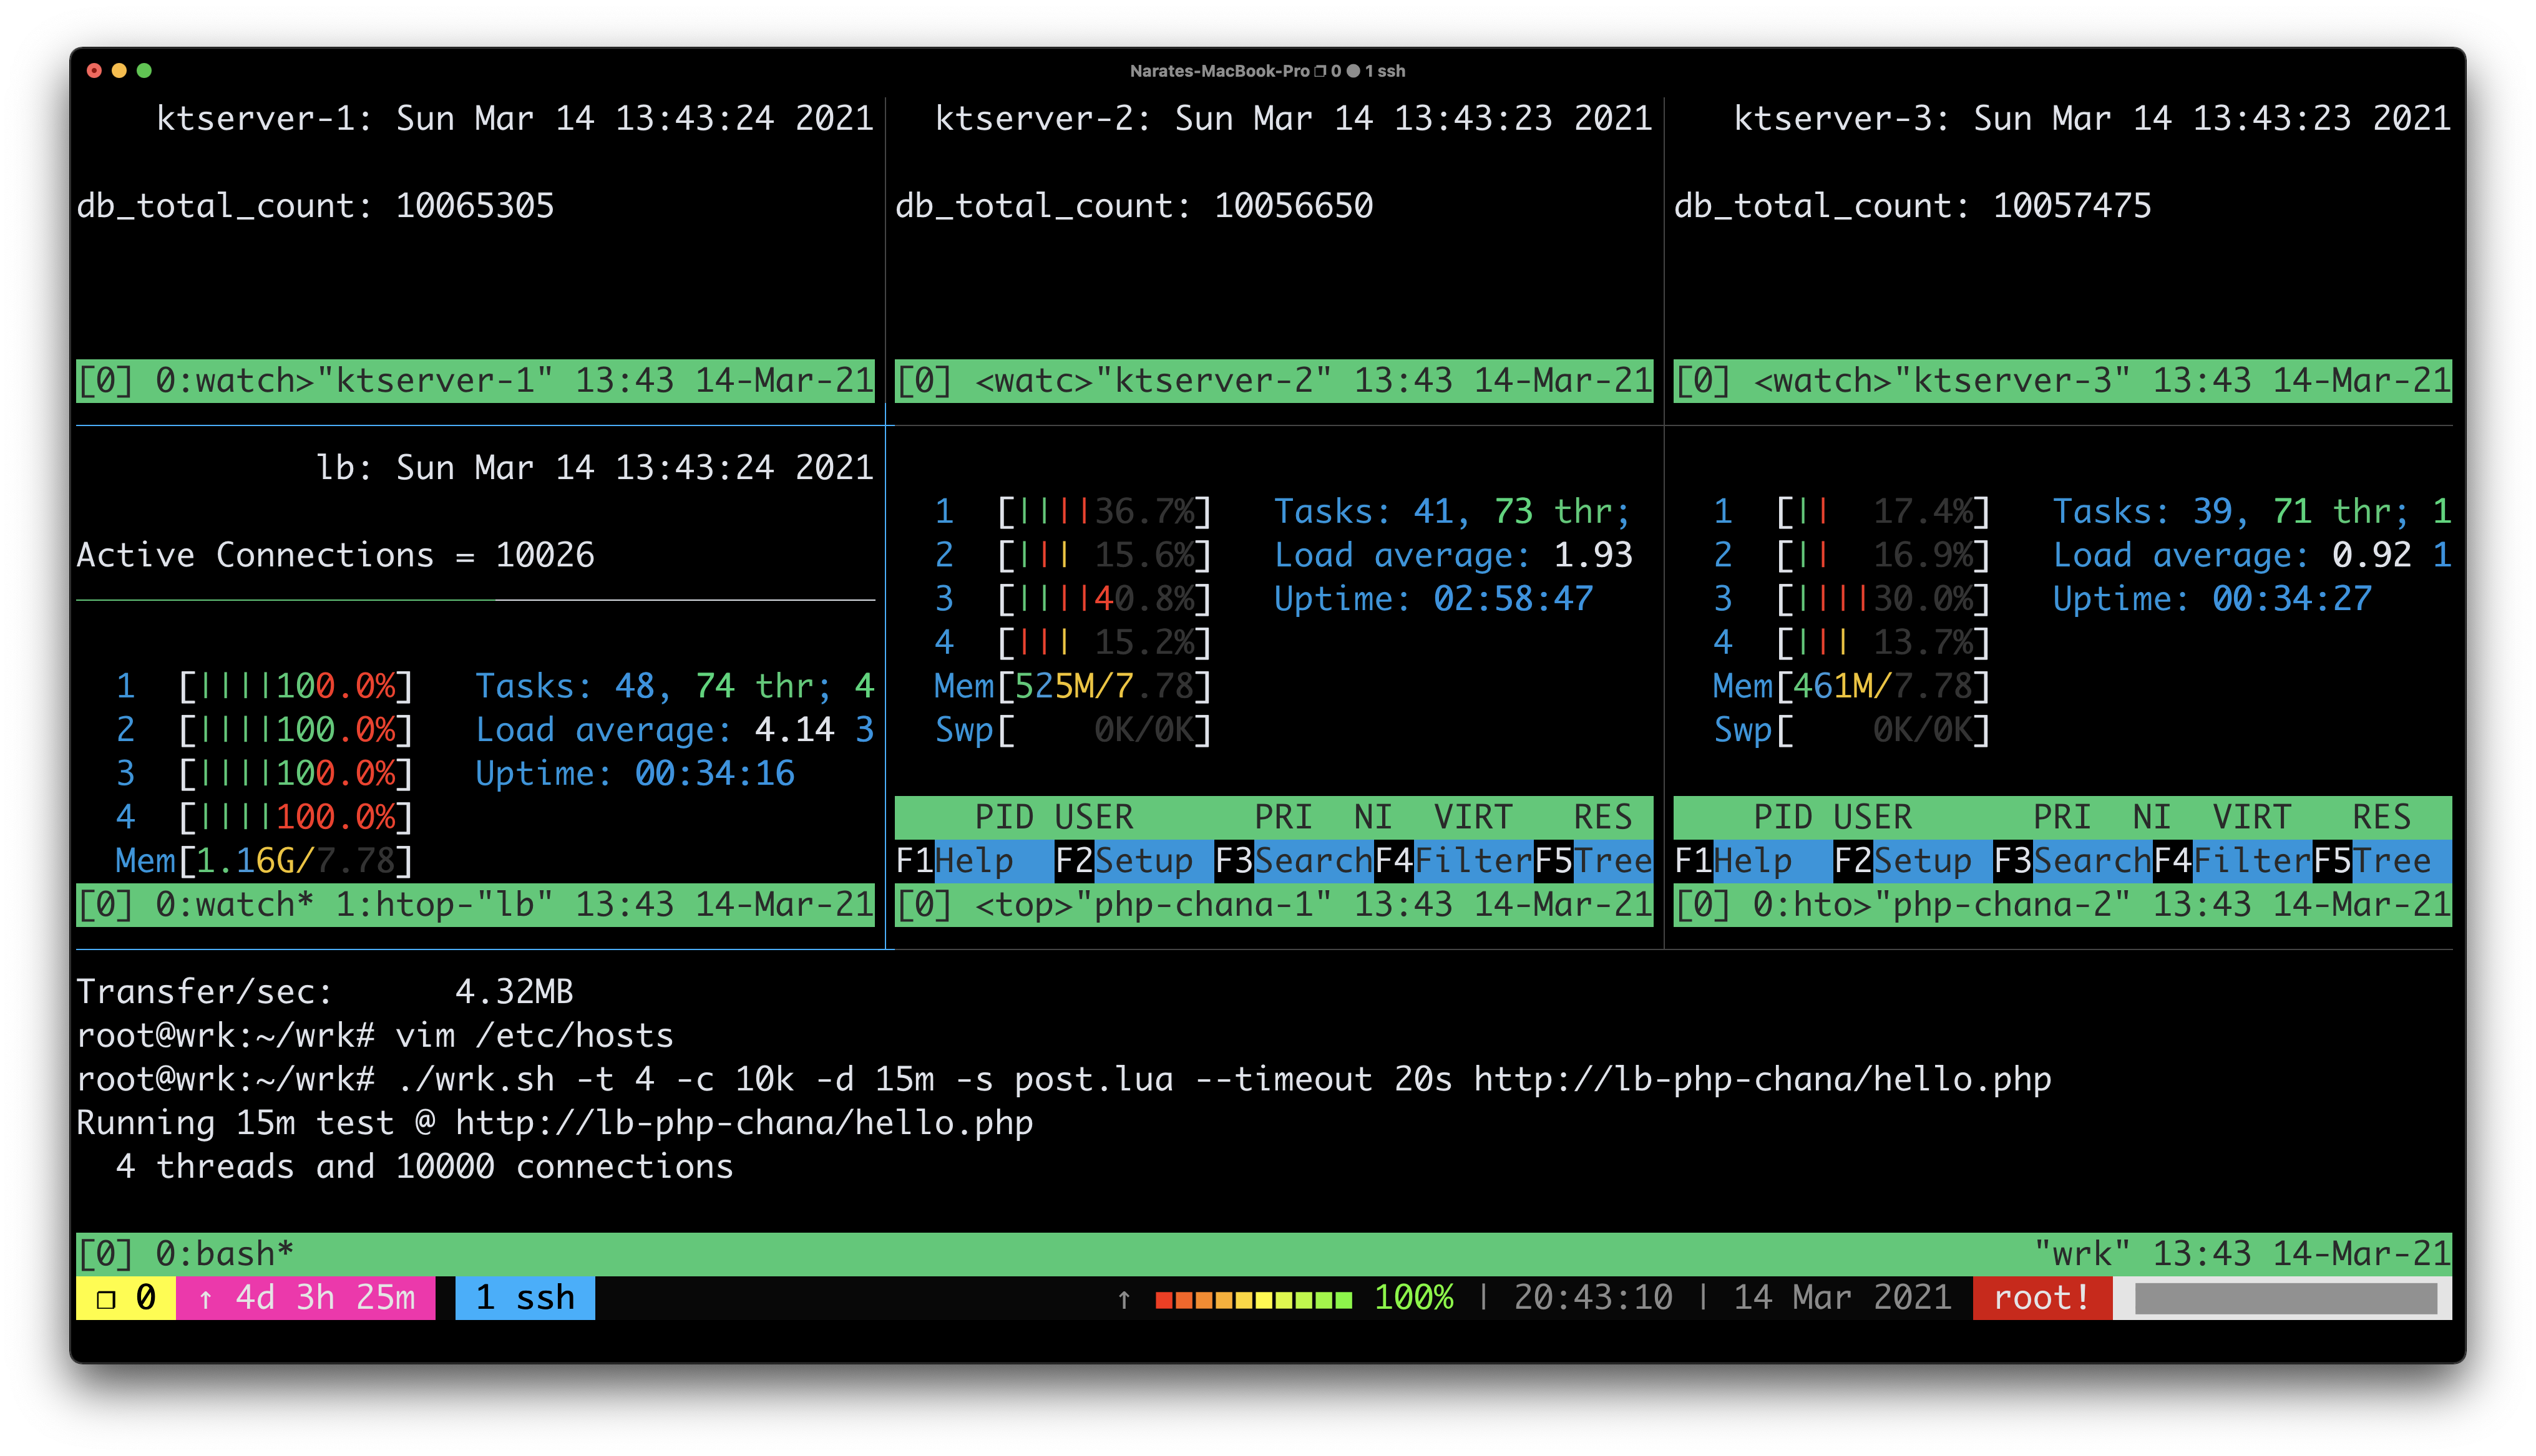 Narates-MacBook-Pro ❐ 0 ● 1 ssh
ktserver-1: Sun Mar 14 13:43:24 2021
db_total_count: 10065305
[0] 0:watch>"ktserver-1" 13:43 14-Mar-21
ktserver-2: Sun Mar 14 13:43:23 2021
db_total_count: 10056650
[0] <watc>"ktserver-2" 13:43 14-Mar-21
ktserver-3: Sun Mar 14 13:43:23 2021
db_total_count: 10057475
[0] <watch>"ktserver-3" 13:43 14-Mar-21
lb: Sun Mar 14 13:43:24 2021
Active Connections = 10026
1 [||||100.0%] Tasks: 48, 74 thr; 4
2 [||||100.0%] Load average: 4.14 3
3 [||||100.0%] Uptime: 00:34:16
4 [||||100.0%]
Mem[1.16G/7.78]
[0] 0:watch* 1:htop-"lb" 13:43 14-Mar-21
1 [||||36.7%] Tasks: 41, 73 thr;
2 [||| 15.6%] Load average: 1.93
3 [||||40.8%] Uptime: 02:58:47
4 [||| 15.2%]
Mem[525M/7.78]
Swp[ 0K/0K]
PID USER PRI NI VIRT RES
F1Help F2Setup F3SearchF4FilterF5Tree
[0] <top>"php-chana-1" 13:43 14-Mar-21
1 [|| 17.4%] Tasks: 39, 71 thr; 1
2 [|| 16.9%] Load average: 0.92 1
3 [||||30.0%] Uptime: 00:34:27
4 [||| 13.7%]
Mem[461M/7.78]
Swp[ 0K/0K]
PID USER PRI NI VIRT RES
F1Help F2Setup F3SearchF4FilterF5Tree
[0] 0:hto>"php-chana-2" 13:43 14-Mar-21
Transfer/sec: 4.32MB
root@wrk:~/wrk# vim /etc/hosts
root@wrk:~/wrk# ./wrk.sh -t 4 -c 10k -d 15m -s post.lua --timeout 20s http://lb-php-chana/hello.php
Running 15m test @ http://lb-php-chana/hello.php
4 threads and 10000 connections
[0] 0:bash* "wrk" 13:43 14-Mar-21
❐ 0 ↑ 4d 3h 25m 1 ssh ↑ 100% | 20:43:10 | 14 Mar 2021 root!